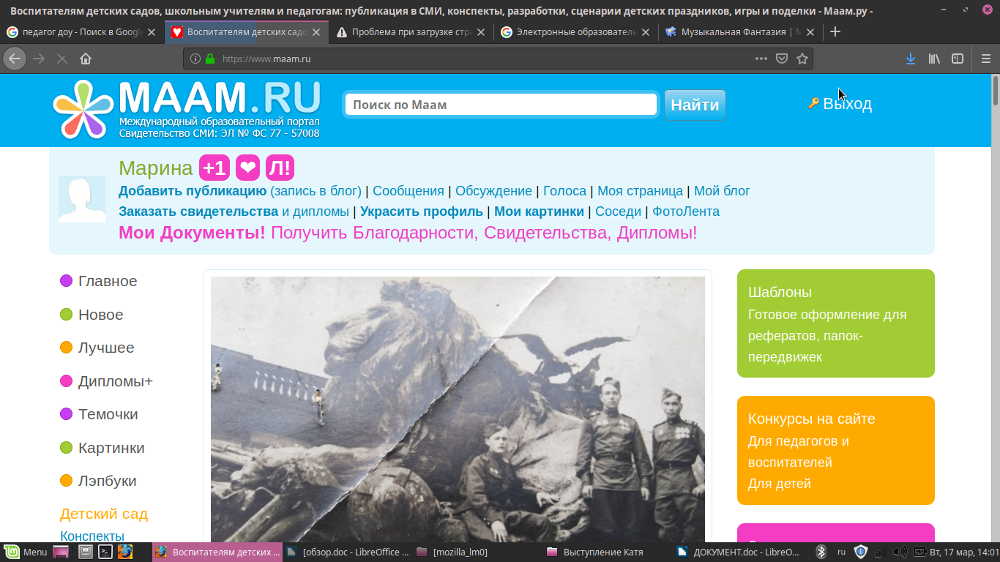 Воспитателям детских садов, школьным учителям и педагогам: публикация в СМИ, конспекты, разработки, сценарии детских праздников, игры и поделки - Маам.ру -
педагог доу - Поиск в Google
Воспитателям детских садо
Проблема при загрузке стра
Электронные образователь
Музыкальная Фантазия | М
https://www.maam.ru
MAAM.RU
Международный образовательный портал
Свидетельство СМИ: ЭЛ № ФС 77 - 57008
Поиск по Маам
Найти
Выход
Марина +1 ❤ Л!
Добавить публикацию (запись в блог) | Сообщения | Обсуждение | Голоса | Моя страница | Мой блог
Заказать свидетельства и дипломы | Украсить профиль | Мои картинки | Соседи | ФотоЛента
Мои Документы! Получить Благодарности, Свидетельства, Дипломы!
Главное
Новое
Лучшее
Дипломы+
Темочки
Картинки
Лэпбуки
Детский сад
Конспекты
Шаблоны
Готовое оформление для
рефератов, папок-
передвижек
Конкурсы на сайте
Для педагогов и
воспитателей
Для детей
Menu
Воспитателям детских ...
[обзор.doc - LibreOffice ...
[mozilla_lm0]
Выступление Катя
ДОКУМЕНТ.doc - LibreO...
ru
Вт, 17 мар, 14:01